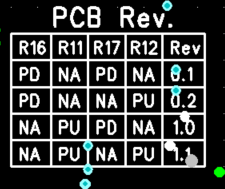 PCB Rev.
R16 R11 R17 R12 Rev
PD NA PD NA 0.1
PD NA NA PU 0.2
NA PU PD NA 1.0
NA PU NA PU 1.1